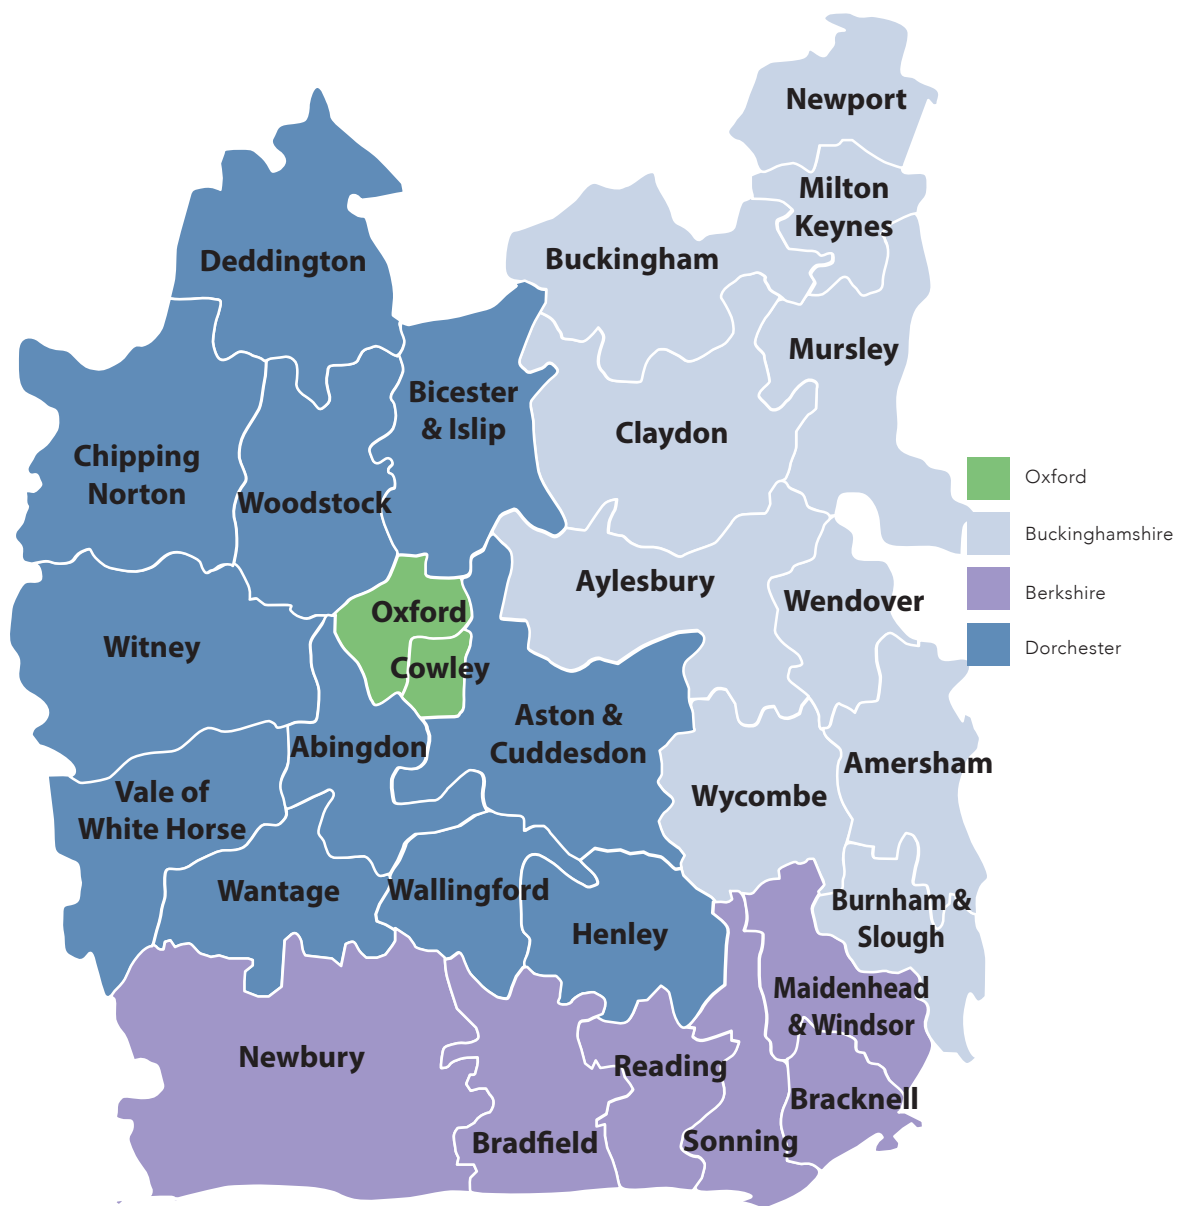 Newport
Milton
Keynes
Buckingham
Deddington
Mursley
Bicester
& Islip
Claydon
Chipping
Norton
Woodstock
Oxford
Buckinghamshire
Berkshire
Dorchester
Aylesbury
Wendover
Oxford
Cowley
Witney
Aston &
Cuddesdon
Abingdon
Amersham
Wycombe
Vale of
White Horse
Wantage
Wallingford
Henley
Burnham &
Slough
Maidenhead
& Windsor
Newbury
Reading
Bracknell
Bradfield
Sonning